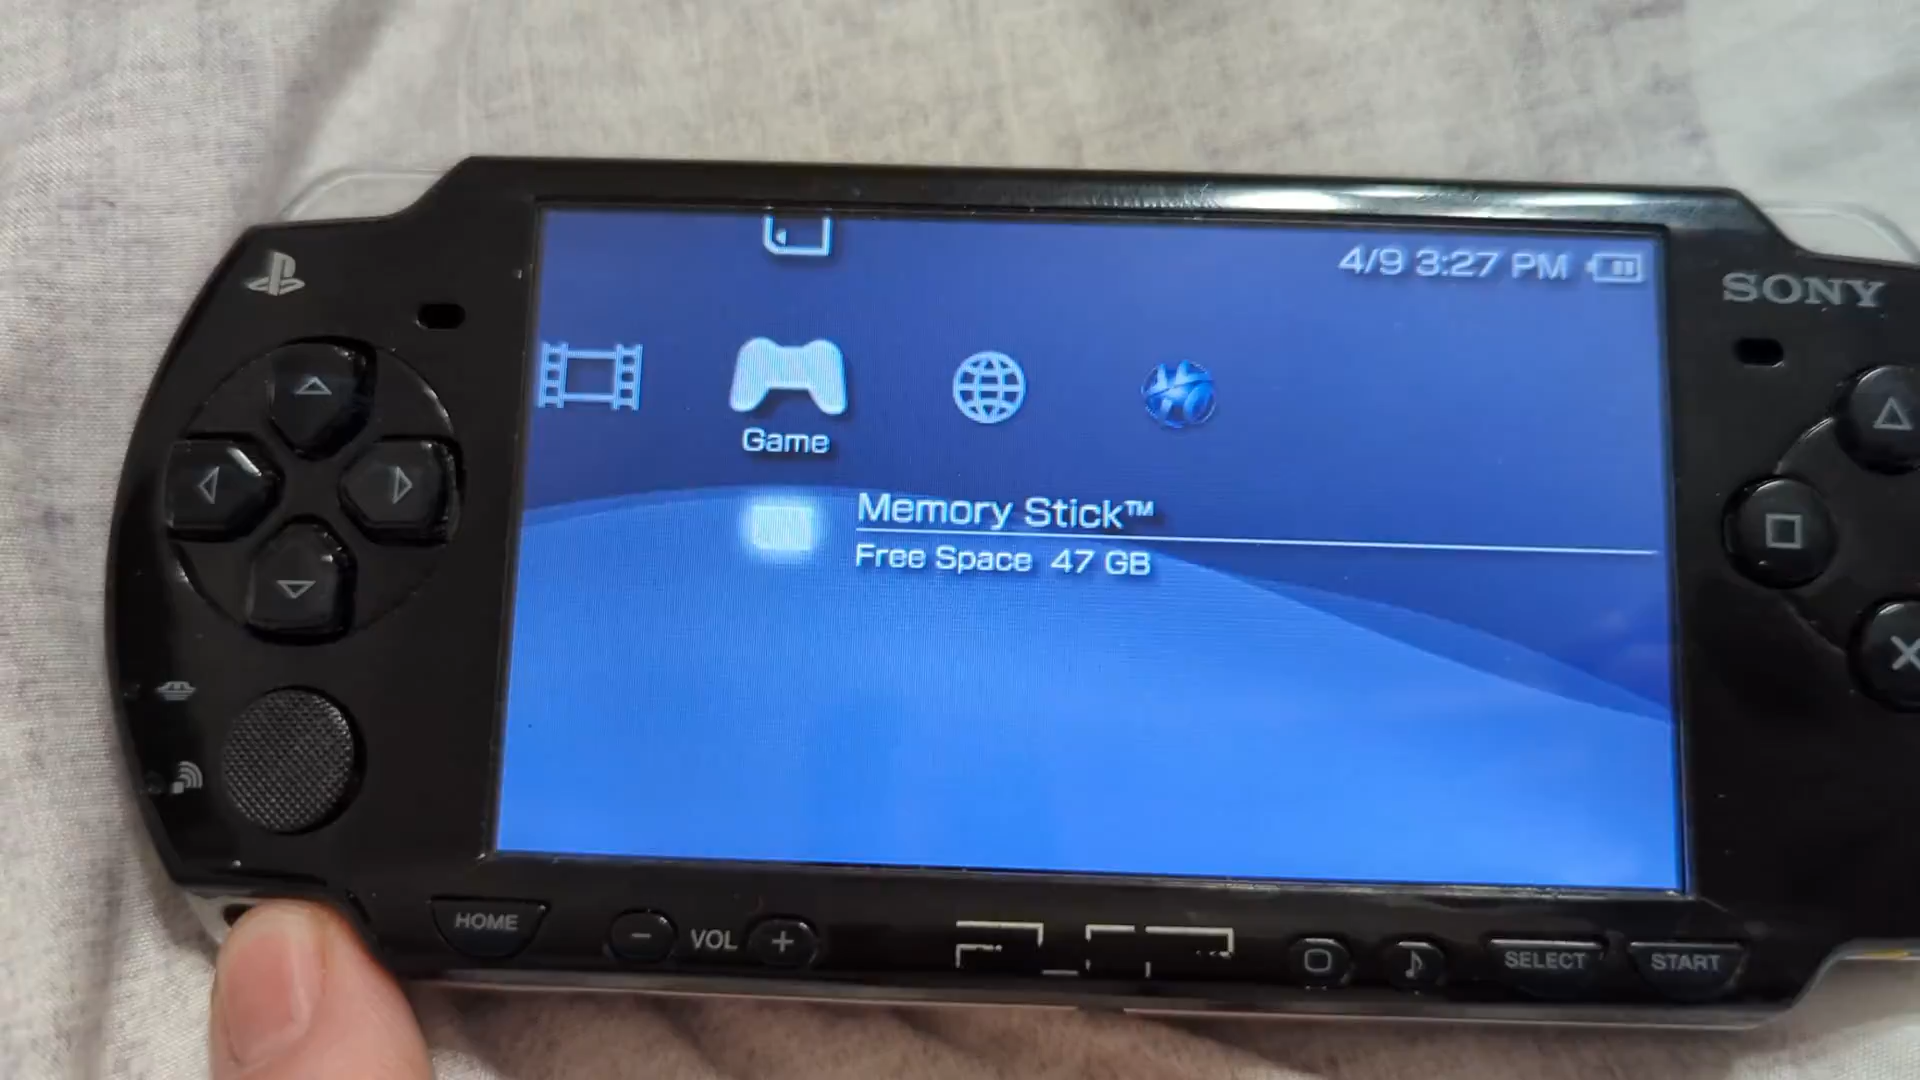 4/9 3:27 PM
SONY
Game
Memory Stick™
Free Space 47 GB
HOME
VOL
SELECT
START